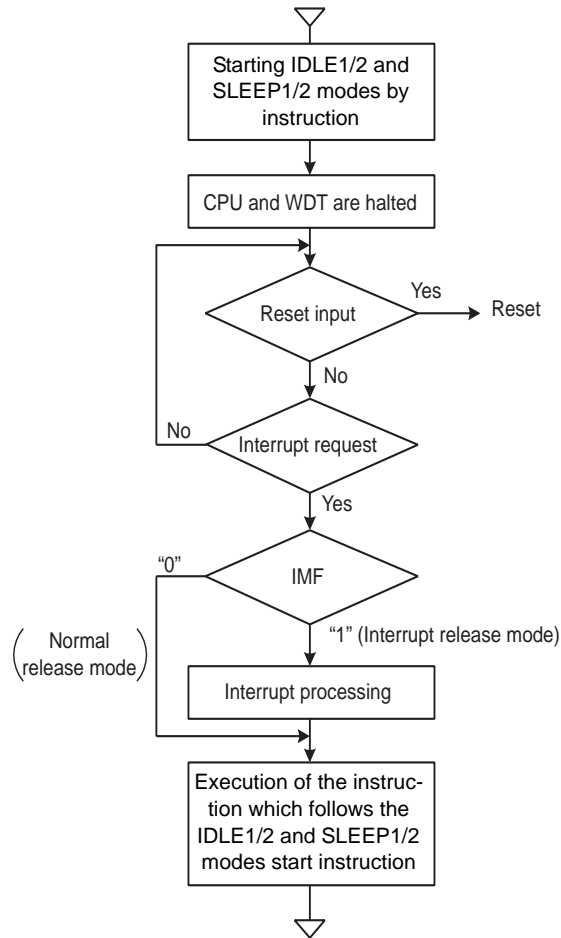 Starting IDLE1/2 and
SLEEP1/2 modes by
instruction
CPU and WDT are halted
Reset input
Yes
Reset
No
No
Interrupt request
Yes
“0”
IMF
“1” (Interrupt release mode)
Normal
release mode
Interrupt processing
Execution of the instruc-
tion which follows the
IDLE1/2 and SLEEP1/2
modes start instruction